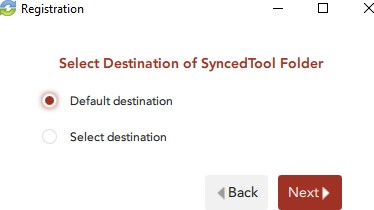 Registration
Select Destination of SyncedTool Folder
Default destination
Select destination
Back Next